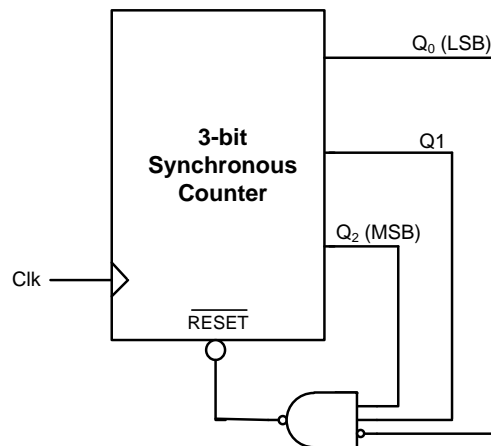 Q₀ (LSB)
3-bit
Synchronous
Counter
Q1
Q₂ (MSB)
Clk
RESET